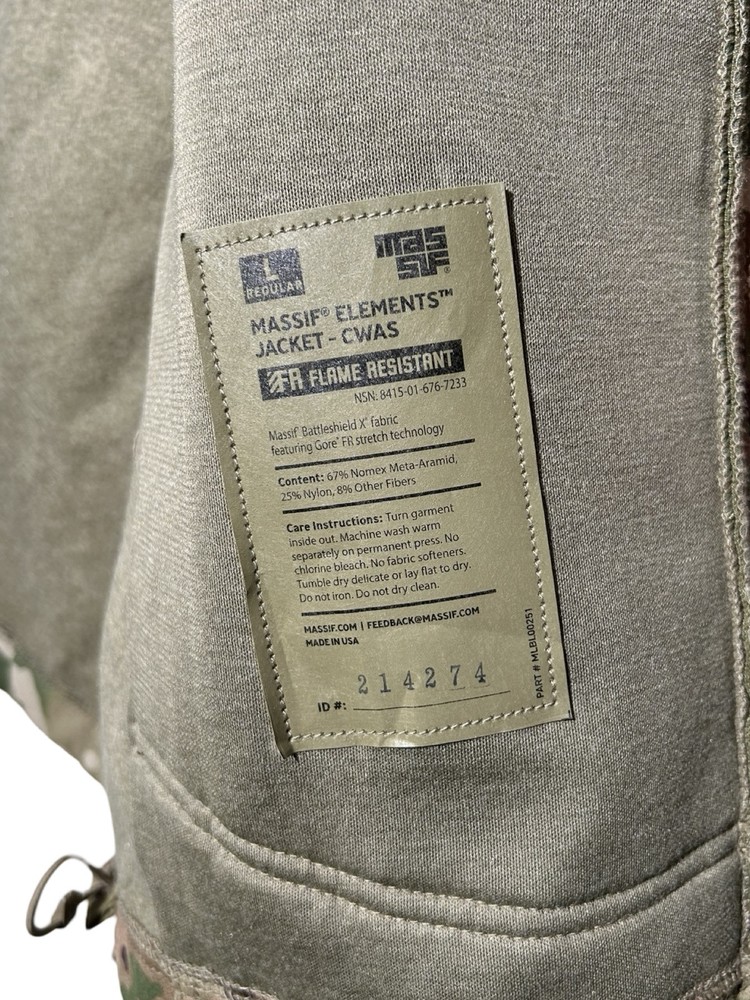 L
REGULAR
MAS
SIF®
MASSIF® ELEMENTS™
JACKET - CWAS
FR FLAME RESISTANT
NSN: 8415-01-676-7233
Massif® Battleshield X® fabric
featuring Gore® FR stretch technology
Content: 67% Nomex Meta-Aramid,
25% Nylon, 8% Other Fibers
Care Instructions: Turn garment
inside out. Machine wash warm
separately on permanent press. No
chlorine bleach. No fabric softeners.
Tumble dry delicate or lay flat to dry.
Do not iron. Do not dry clean.
MASSIF.COM | FEEDBACK@MASSIF.COM
MADE IN USA
ID #: 214274
PART # MLBL00251